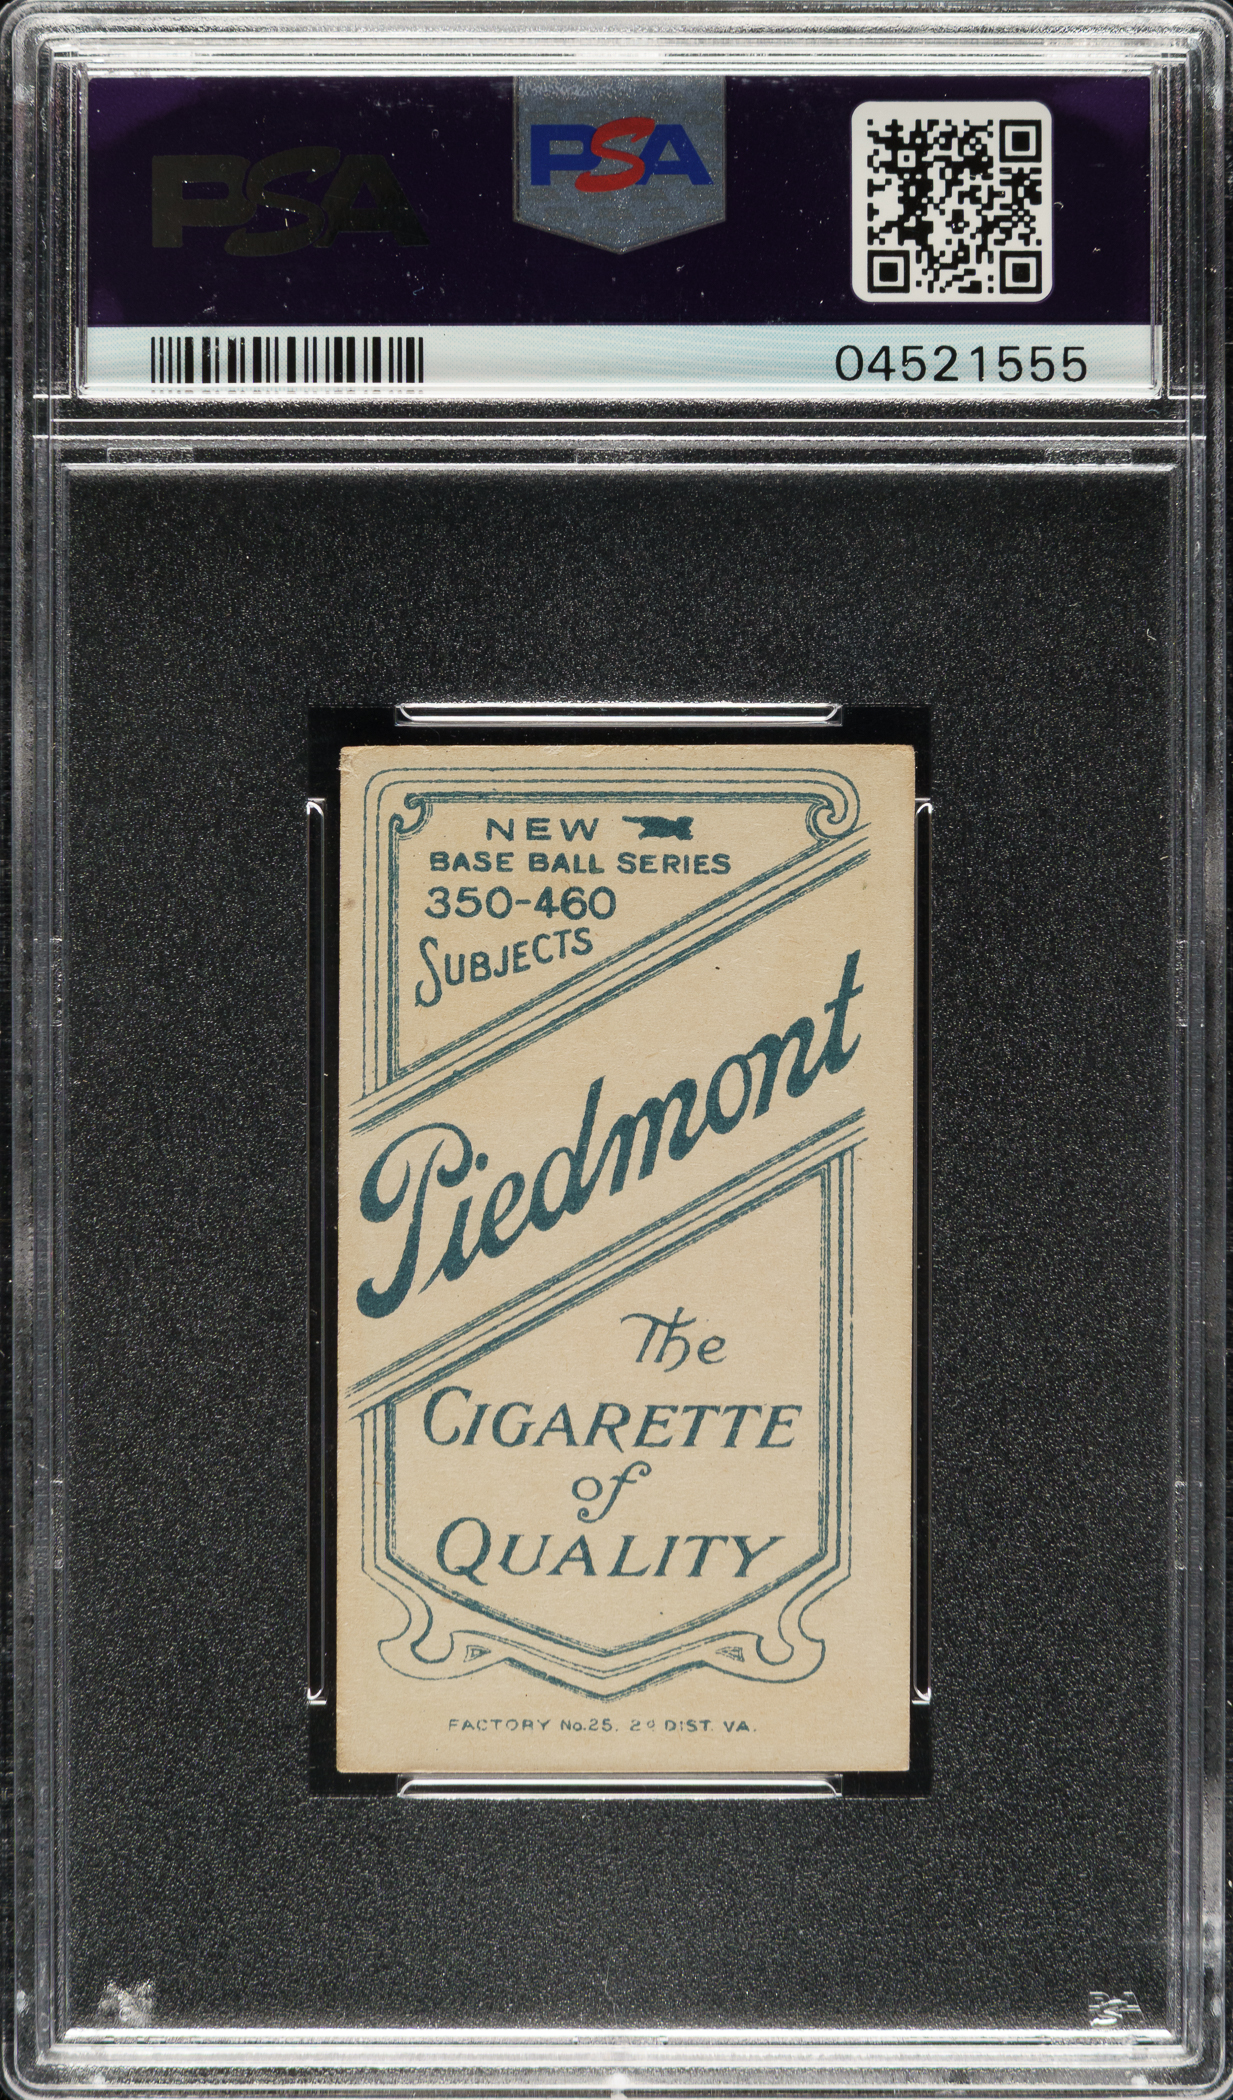 PSA
PSA
04521555
NEW
BASE BALL SERIES
350-460
SUBJECTS
Piedmont
The
CIGARETTE
of
QUALITY
FACTORY No.25. 2d DIST. VA.
PSA